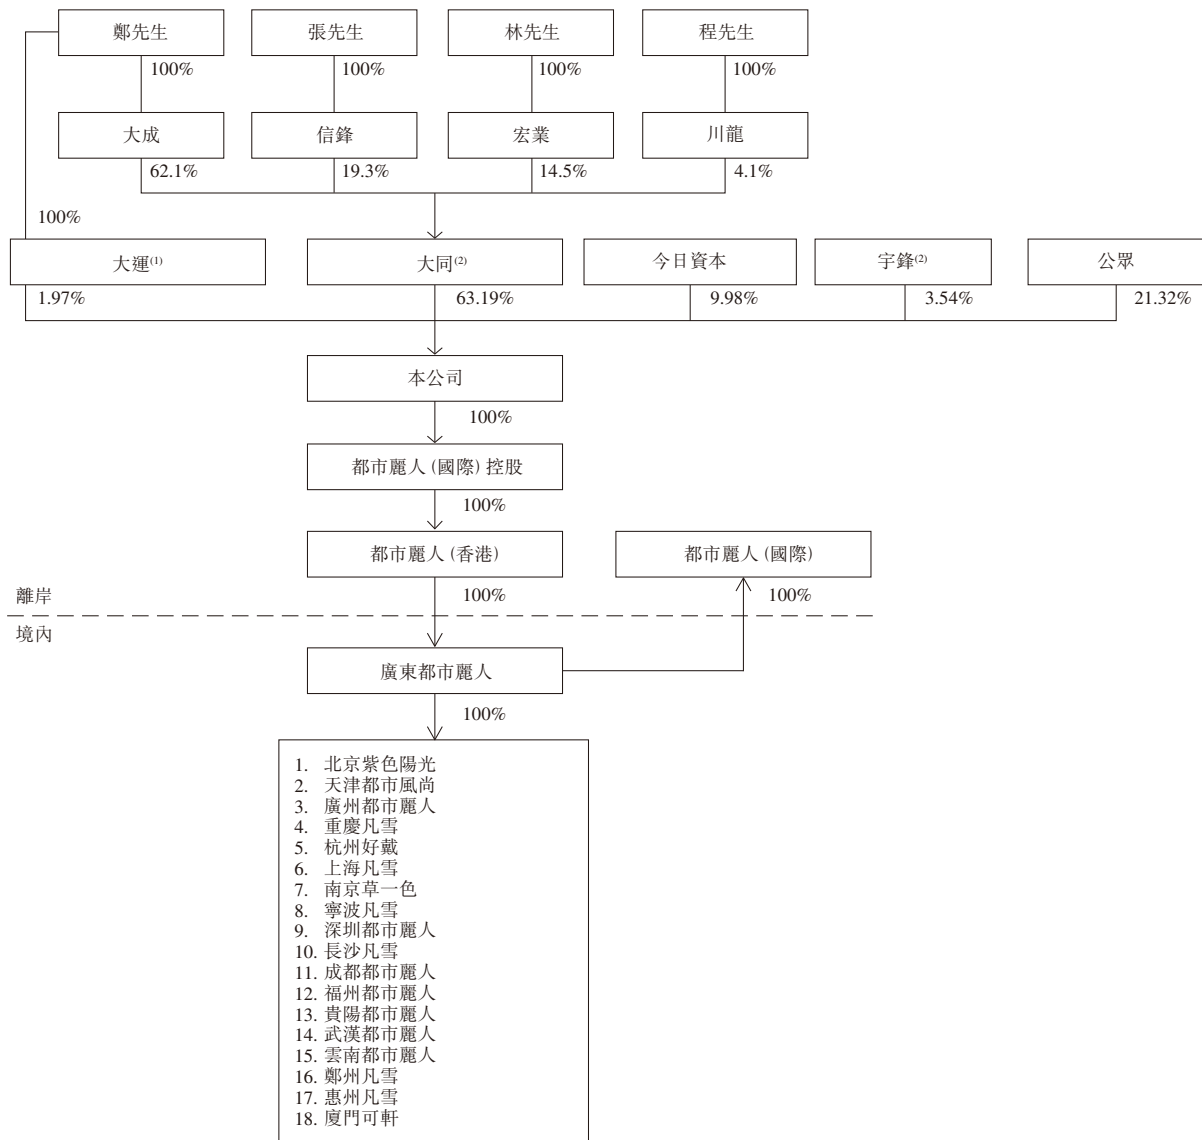 鄭先生 張先生 林先生 程先生
100% 100% 100% 100%
大成 信鋒 宏業 川龍
62.1% 19.3% 14.5% 4.1%
100%
大運(1) 大同(2) 今日資本 宇鋒(2) 公眾
1.97% 63.19% 9.98% 3.54% 21.32%
本公司
100%
都市麗人(國際)控股
100%
都市麗人(香港) 都市麗人(國際)
100% 100%
離岸
境內
廣東都市麗人
100%
1. 北京紫色陽光
2. 天津都市風尚
3. 廣州都市麗人
4. 重慶凡雪
5. 杭州好戴
6. 上海凡雪
7. 南京草一色
8. 寧波凡雪
9. 深圳都市麗人
10. 長沙凡雪
11. 成都都市麗人
12. 福州都市麗人
13. 貴陽都市麗人
14. 武漢都市麗人
15. 雲南都市麗人
16. 鄭州凡雪
17. 惠州凡雪
18. 廈門可軒